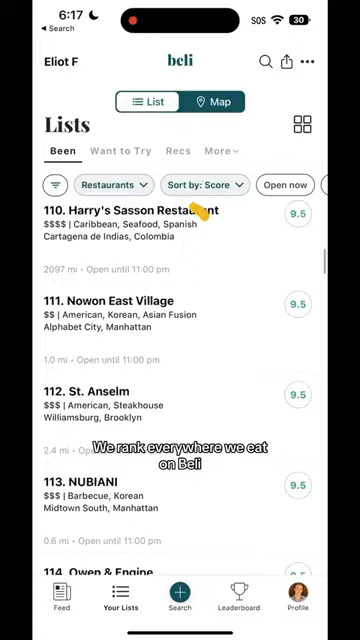 6:17
SOS
30
Search
Eliot F
beli
List
Map
Lists
Been
Want to Try
Recs
More
Restaurants
Sort by: Score
Open now
110. Harry's Sasson Restaurant
9.5
$$$$ | Caribbean, Seafood, Spanish
Cartagena de Indias, Colombia
2097 mi • Open until 11:00 pm
111. Nowon East Village
9.5
$$ | American, Korean, Asian Fusion
Alphabet City, Manhattan
1.0 mi • Open until 11:00 pm
112. St. Anselm
9.5
$$$ | American, Steakhouse
Williamsburg, Brooklyn
2.4 mi
We rank everywhere we eat
on Beli
113. NUBIANI
9.5
$$$ | Barbecue, Korean
Midtown South, Manhattan
0.6 mi • Open until 11:00 pm
114. Owen & Engine
9.5
Feed
Your Lists
Search
Leaderboard
Profile